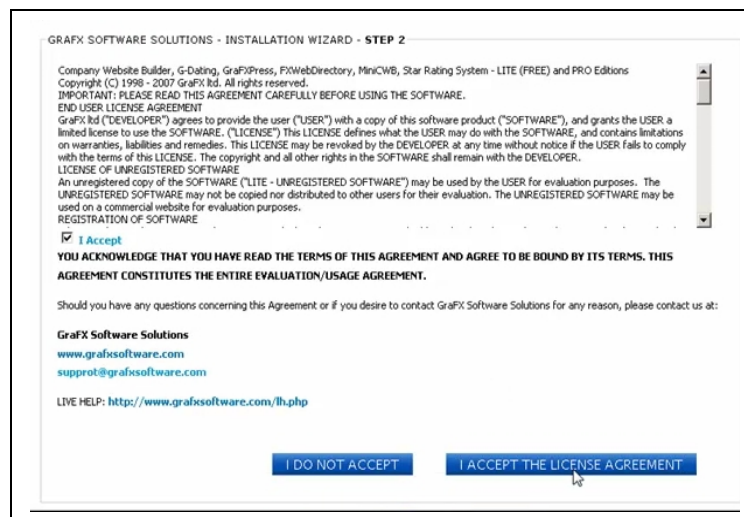 GRAFX SOFTWARE SOLUTIONS - INSTALLATION WIZARD - STEP 2
Company Website Builder, G-Dating, GraFXPress, FXWebDirectory, MiniCWB, Star Rating System - LITE (FREE) and PRO Editions
Copyright (C) 1998 - 2007 GraFX ltd. All rights reserved.
IMPORTANT: PLEASE READ THIS AGREEMENT CAREFULLY BEFORE USING THE SOFTWARE.
END USER LICENSE AGREEMENT
GraFX ltd ("DEVELOPER") agrees to provide the user ("USER") with a copy of this software product ("SOFTWARE"), and grants the USER a
limited license to use the SOFTWARE. ("LICENSE") This LICENSE defines what the USER may do with the SOFTWARE, and contains limitations
on warranties, liabilities and remedies. This LICENSE may be revoked by the DEVELOPER at any time without notice if the USER fails to comply
with the terms of this LICENSE. The copyright and all other rights in the SOFTWARE shall remain with the DEVELOPER.
LICENSE OF UNREGISTERED SOFTWARE
An unregistered copy of the SOFTWARE ("LITE - UNREGISTERED SOFTWARE") may be used by the USER for evaluation purposes. The
UNREGISTERED SOFTWARE may not be copied nor distributed to other users for their evaluation. The UNREGISTERED SOFTWARE may be
used on a commercial website for evaluation purposes.
REGISTRATION OF SOFTWARE
I Accept
YOU ACKNOWLEDGE THAT YOU HAVE READ THE TERMS OF THIS AGREEMENT AND AGREE TO BE BOUND BY ITS TERMS. THIS
AGREEMENT CONSTITUTES THE ENTIRE EVALUATION/USAGE AGREEMENT.
Should you have any questions concerning this Agreement or if you desire to contact GraFX Software Solutions for any reason, please contact us at:
GraFX Software Solutions
www.grafxsoftware.com
supprot@grafxsoftware.com
LIVE HELP: http://www.grafxsoftware.com/lh.php
I DO NOT ACCEPT
I ACCEPT THE LICENSE AGREEMENT